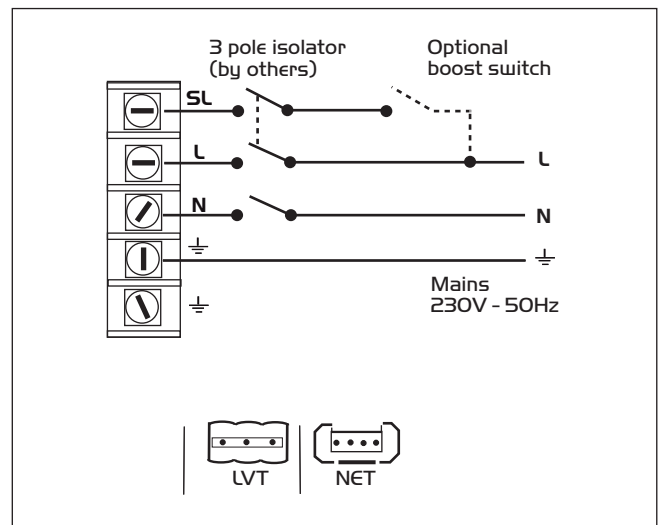 3 pole isolator
(by others)
Optional
boost switch
SL
L
L
N
N
Mains
230V - 50Hz
LVT
NET